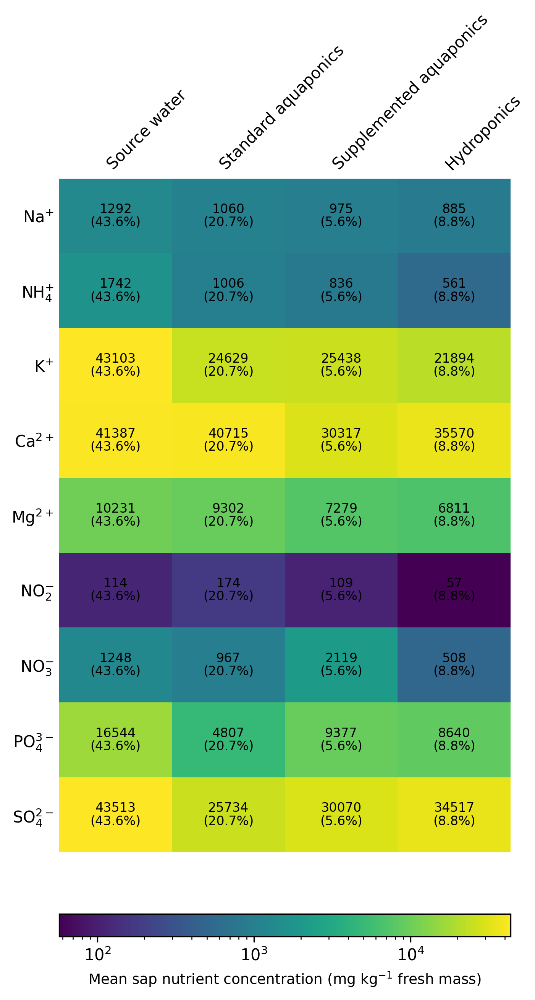 Source water
Standard aquaponics
Supplemented aquaponics
Hydroponics
Na⁺
1292 1060 975 885
(43.6%) (20.7%) (5.6%) (8.8%)
NH₄⁺
1742 1006 836 561
(43.6%) (20.7%) (5.6%) (8.8%)
K⁺
43103 24629 25438 21894
(43.6%) (20.7%) (5.6%) (8.8%)
Ca²⁺
41387 40715 30317 35570
(43.6%) (20.7%) (5.6%) (8.8%)
Mg²⁺
10231 9302 7279 6811
(43.6%) (20.7%) (5.6%) (8.8%)
NO₂⁻
114 174 109 57
(43.6%) (20.7%) (5.6%) (8.8%)
NO₃⁻
1248 967 2119 508
(43.6%) (20.7%) (5.6%) (8.8%)
PO₄³⁻
16544 4807 9377 8640
(43.6%) (20.7%) (5.6%) (8.8%)
SO₄²⁻
43513 25734 30070 34517
(43.6%) (20.7%) (5.6%) (8.8%)
10² 10³ 10⁴
Mean sap nutrient concentration (mg kg⁻¹ fresh mass)